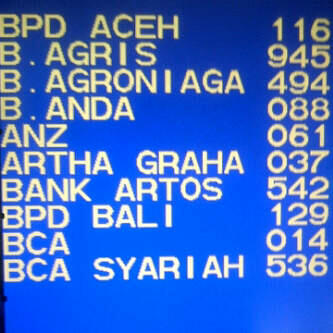 BPD ACEH 116
B.AGRIS 945
B.AGRONIAGA 494
B.ANDA 088
ANZ 061
ARTHA GRAHA 037
BANK ARTOS 542
BPD BALI 129
BCA 014
BCA SYARIAH 536